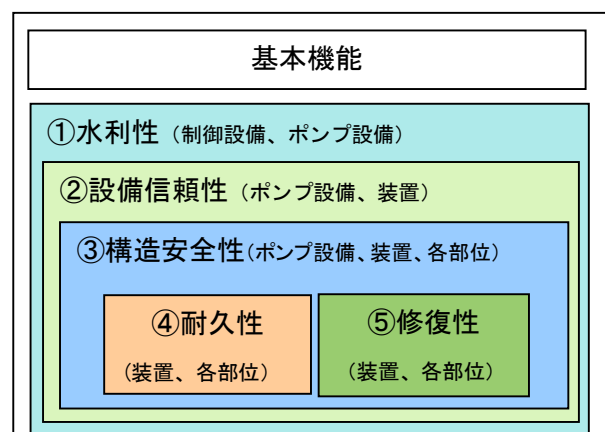 基本機能
①水利性（制御設備、ポンプ設備）
②設備信頼性（ポンプ設備、装置）
③構造安全性(ポンプ設備、装置、各部位）
④耐久性
（装置、各部位）
⑤修復性
（装置、各部位）